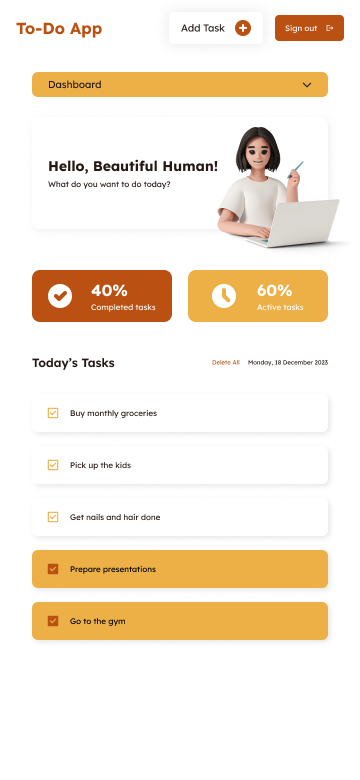 To-Do App
Add Task
Sign out
Dashboard
Hello, Beautiful Human!
What do you want to do today?
40%
Completed tasks
60%
Active tasks
Today's Tasks
Delete All
Monday, 18 December 2023
Buy monthly groceries
Pick up the kids
Get nails and hair done
Prepare presentations
Go to the gym